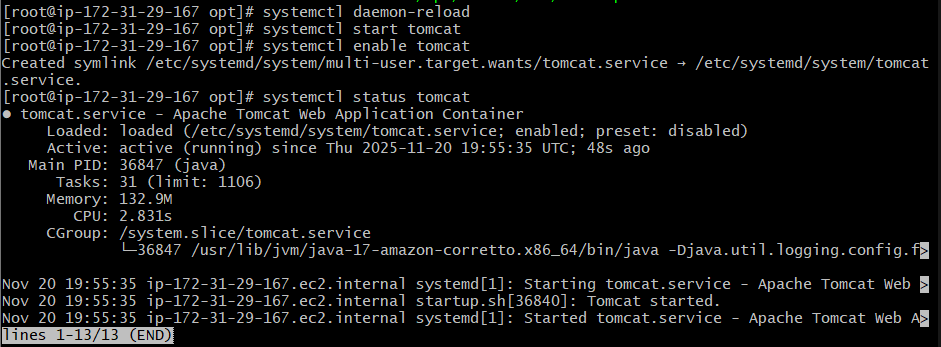 [root@ip-172-31-29-167 opt]# systemctl daemon-reload
[root@ip-172-31-29-167 opt]# systemctl start tomcat
[root@ip-172-31-29-167 opt]# systemctl enable tomcat
Created symlink /etc/systemd/system/multi-user.target.wants/tomcat.service → /etc/systemd/system/tomcat
.service.
[root@ip-172-31-29-167 opt]# systemctl status tomcat
● tomcat.service - Apache Tomcat Web Application Container
     Loaded: loaded (/etc/systemd/system/tomcat.service; enabled; preset: disabled)
     Active: active (running) since Thu 2025-11-20 19:55:35 UTC; 48s ago
   Main PID: 36847 (java)
      Tasks: 31 (limit: 1106)
     Memory: 132.9M
        CPU: 2.831s
     CGroup: /system.slice/tomcat.service
             └─36847 /usr/lib/jvm/java-17-amazon-corretto.x86_64/bin/java -Djava.util.logging.config.f>
Nov 20 19:55:35 ip-172-31-29-167.ec2.internal systemd[1]: Starting tomcat.service - Apache Tomcat Web >
Nov 20 19:55:35 ip-172-31-29-167.ec2.internal startup.sh[36840]: Tomcat started.
Nov 20 19:55:35 ip-172-31-29-167.ec2.internal systemd[1]: Started tomcat.service - Apache Tomcat Web A>
lines 1-13/13 (END)